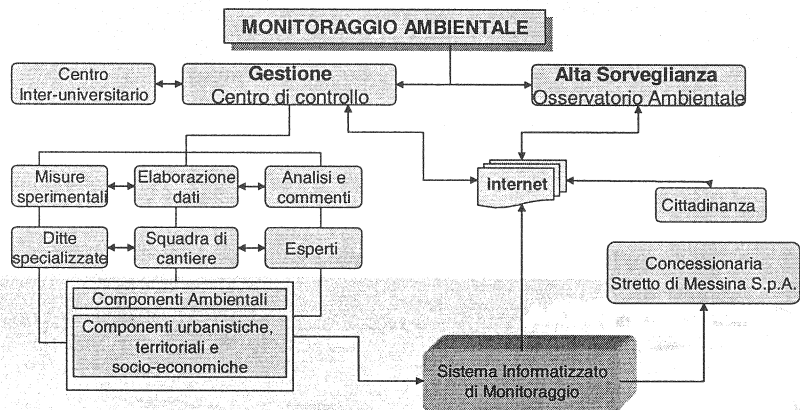 MONITORAGGIO AMBIENTALE
Centro
Inter-universitario
Gestione
Centro di controllo
Alta Sorveglianza
Osservatorio Ambientale
Misure
sperimentali
Elaborazione
dati
Analisi e
commenti
internet
Cittadinanza
Ditte
specializzate
Squadra di
cantiere
Esperti
Concessionaria
Stretto di Messina S.p.A.
Componenti Ambientali
Componenti urbanistiche,
territoriali e
socio-economiche
Sistema Informatizzato
di Monitoraggio